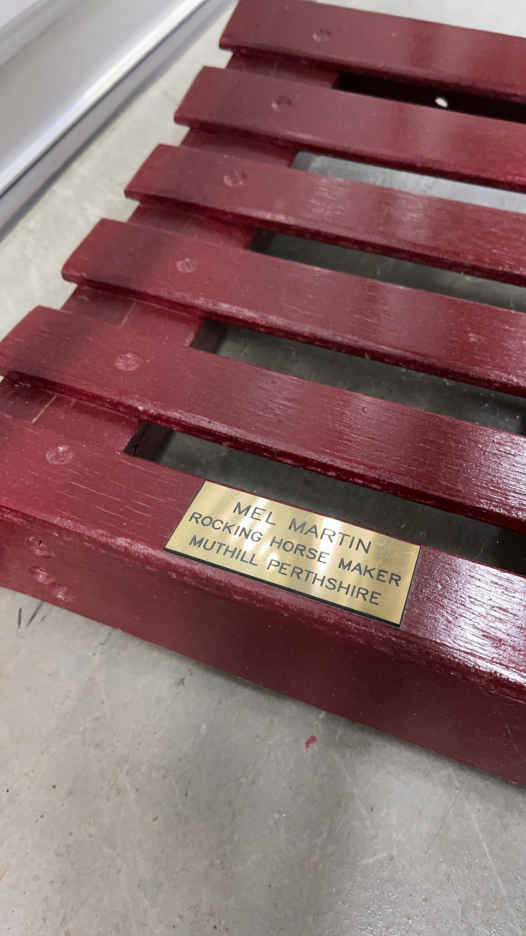 MEL MARTIN
ROCKING HORSE MAKER
MUTHILL PERTHSHIRE